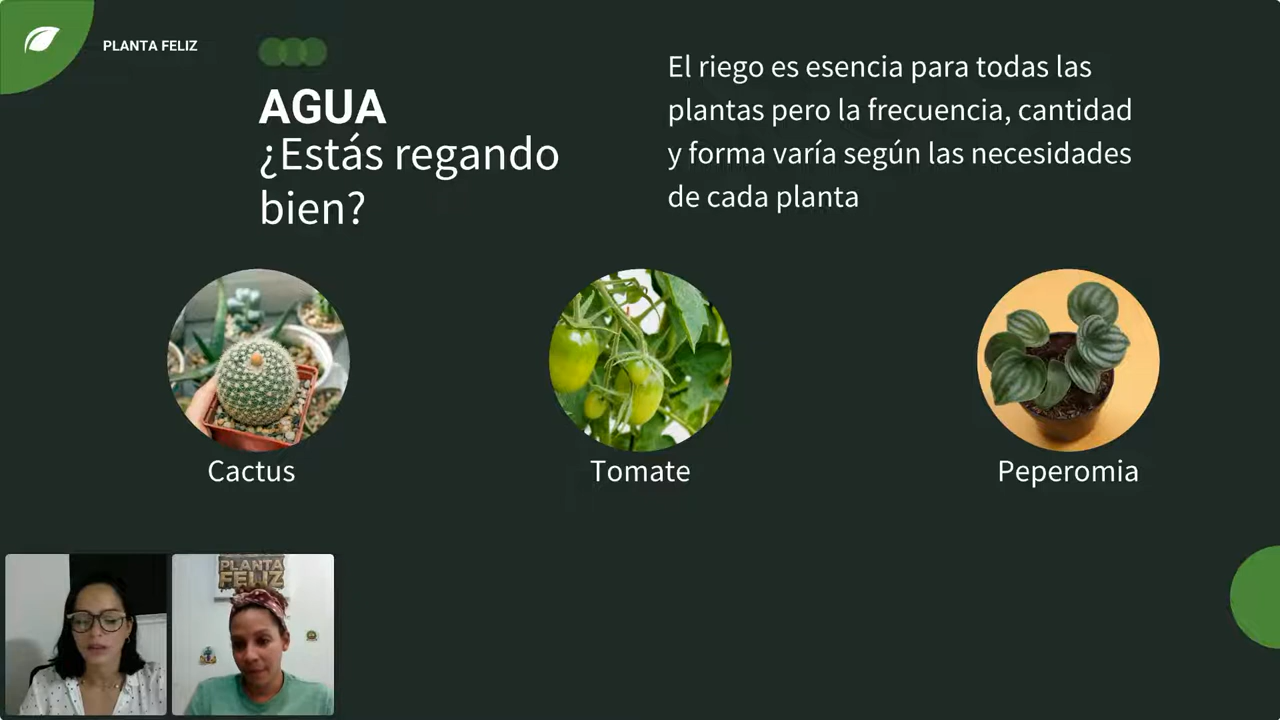 PLANTA FELIZ
AGUA
¿Estás regando
bien?
El riego es esencia para todas las
plantas pero la frecuencia, cantidad
y forma varía según las necesidades
de cada planta
Cactus
Tomate
Peperomia
PLANTA
FELIZ